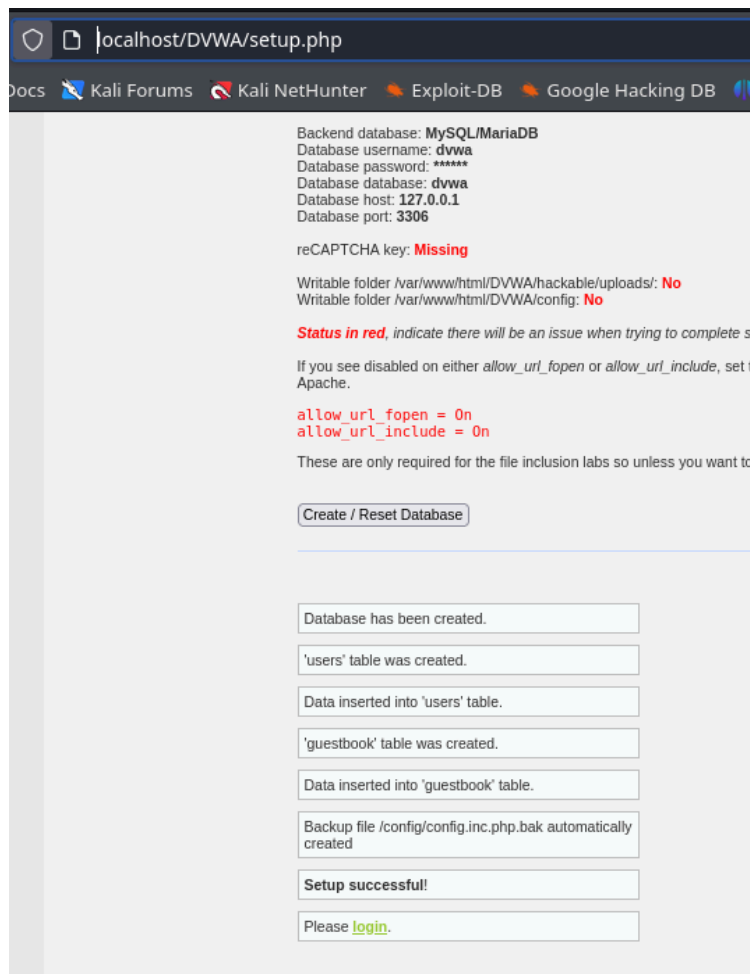 localhost/DVWA/setup.php
Docs Kali Forums Kali NetHunter Exploit-DB Google Hacking DB
Backend database: MySQL/MariaDB
Database username: dvwa
Database password: ******
Database database: dvwa
Database host: 127.0.0.1
Database port: 3306
reCAPTCHA key: Missing
Writable folder /var/www/html/DVWA/hackable/uploads/: No
Writable folder /var/www/html/DVWA/config: No
Status in red, indicate there will be an issue when trying to complete s
If you see disabled on either allow_url_fopen or allow_url_include, set t
Apache.
allow_url_fopen = On
allow_url_include = On
These are only required for the file inclusion labs so unless you want to
Create / Reset Database
Database has been created.
'users' table was created.
Data inserted into 'users' table.
'guestbook' table was created.
Data inserted into 'guestbook' table.
Backup file /config/config.inc.php.bak automatically
created
Setup successful!
Please login.